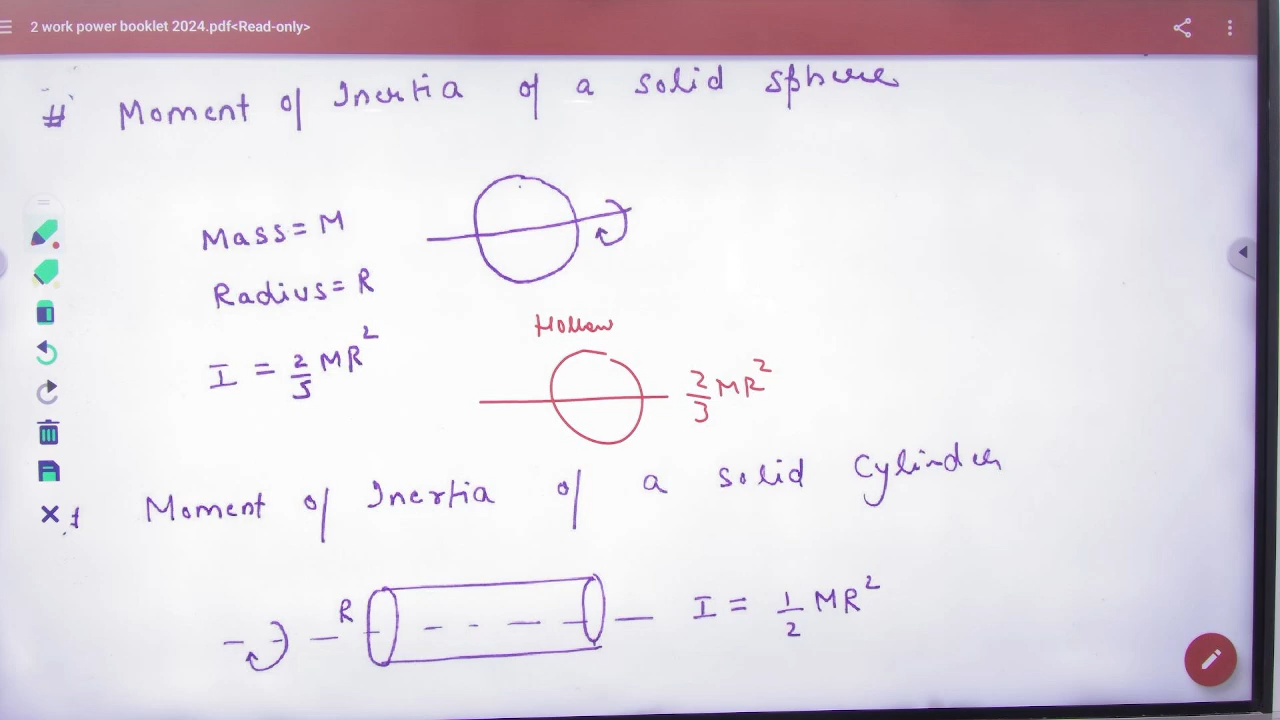 2 work power booklet 2024.pdf<Read-only>
# Moment of Inertia of a solid sphere
Mass = M
Radius = R
I = 2/5 MR²
Hollow
2/3 MR²
Moment of Inertia of a solid Cylinder
R
I = 1/2 MR²